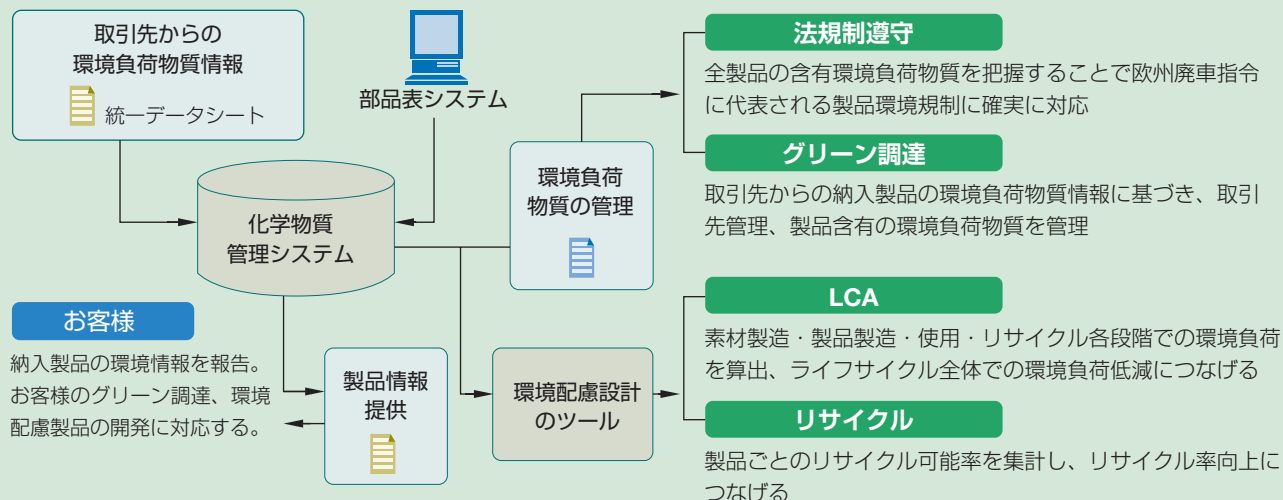 取引先からの
環境負荷物質情報
統一データシート
部品表システム
化学物質
管理システム
環境負荷
物質の管理
法規制遵守
全製品の含有環境負荷物質を把握することで欧州廃車指令
に代表される製品環境規制に確実に対応
グリーン調達
取引先からの納入製品の環境負荷物質情報に基づき、取引
先管理、製品含有の環境負荷物質を管理
お客様
納入製品の環境情報を報告。
お客様のグリーン調達、環境
配慮製品の開発に対応する。
製品情報
提供
環境配慮設計
のツール
LCA
素材製造・製品製造・使用・リサイクル各段階での環境負荷
を算出、ライフサイクル全体での環境負荷低減につなげる
リサイクル
製品ごとのリサイクル可能率を集計し、リサイクル率向上に
つなげる